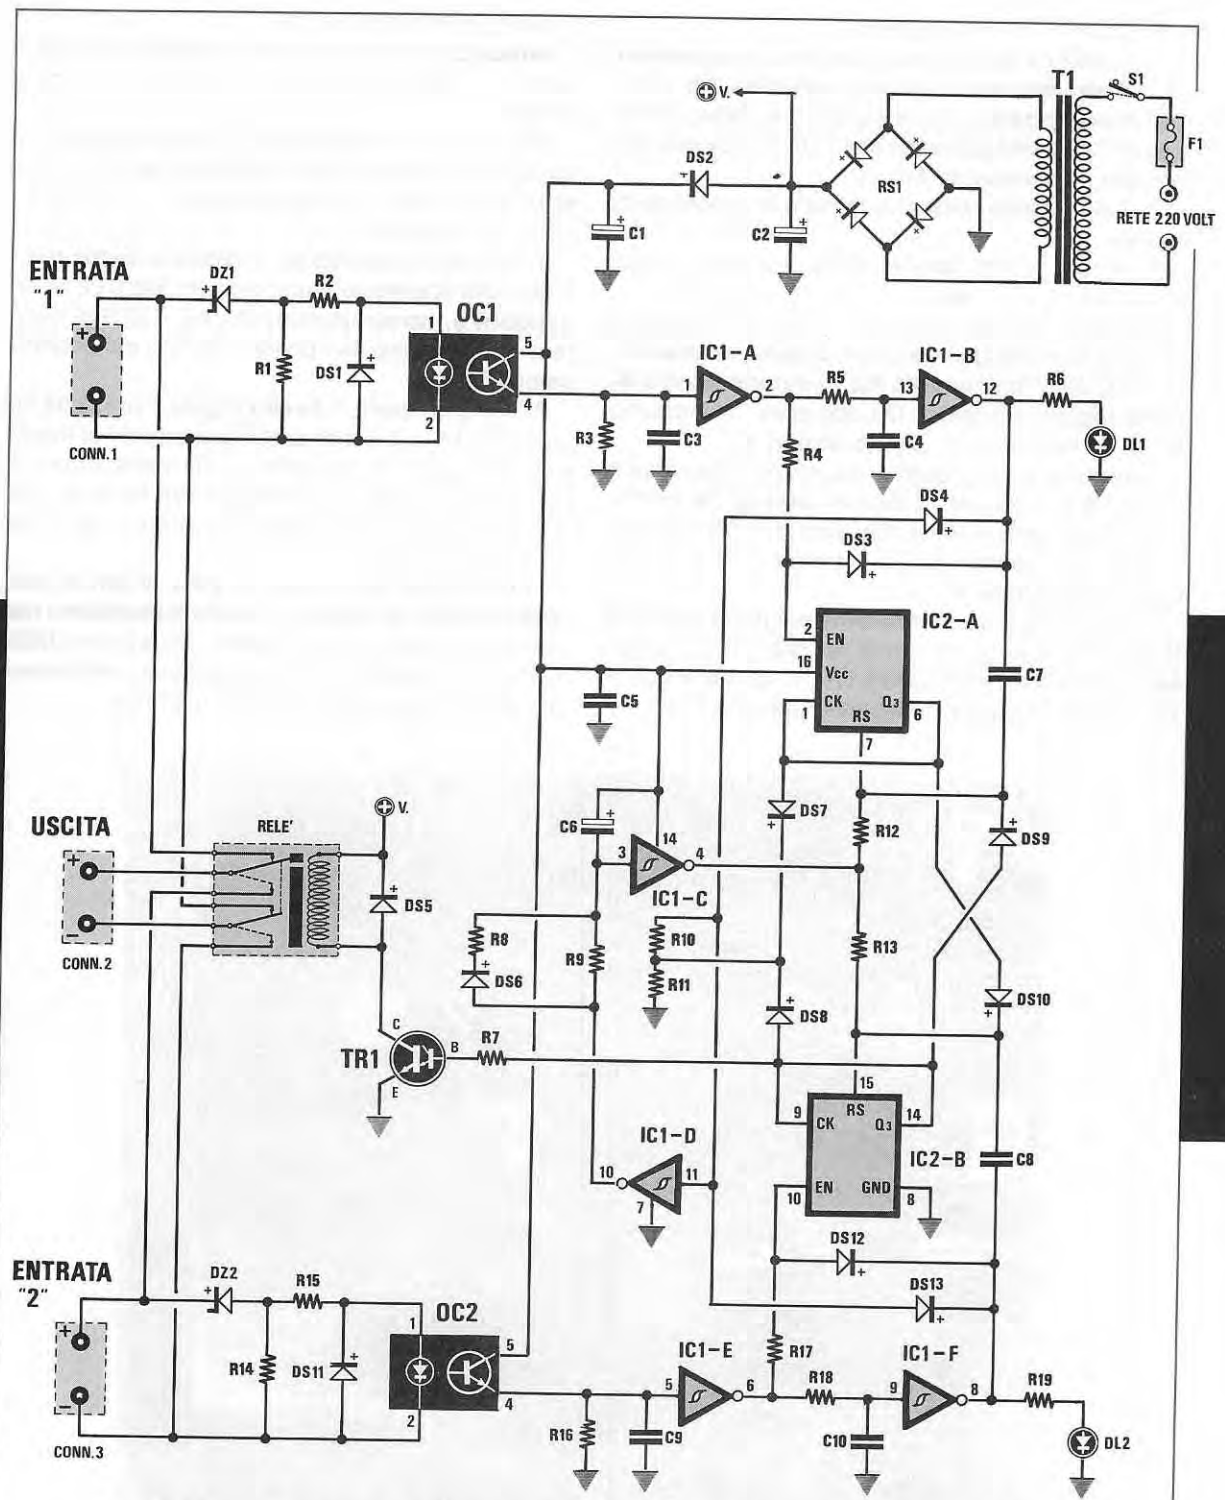 T1
S1
⊕ V.
F1
DS2
RS1
RETE 220 VOLT
+
C1
+
C2
ENTRATA
"1"
DZ1
R2
OC1
+
1
5
IC1-A
IC1-B
+
R1
DS1
+
1
2
R5
13
12
R6
-
2
4
R3
C3
C4
DL1
CONN.1
R4
DS4
+
DS3
+
IC2-A
2
EN
16
Vcc
C7
C5
CK
Q3
1
RS
6
7
⊕ V.
USCITA
RELE'
C6
+
DS7
+
R12
DS9
+
+
14
3
4
DS5
+
IC1-C
-
R8
R10
R13
CONN.2
R9
DS6
+
R11
DS8
+
DS10
+
C
R7
TR1
B
E
15
RS
9
CK
14
Q3
IC1-D
IC2-B
C8
10
11
EN
GND
7
10
8
DS12
+
ENTRATA
"2"
DZ2
+
R15
DS13
+
OC2
+
1
5
IC1-E
R17
IC1-F
R14
DS11
+
R18
R19
5
6
9
8
-
2
4
R16
C9
C10
DL2
CONN.3